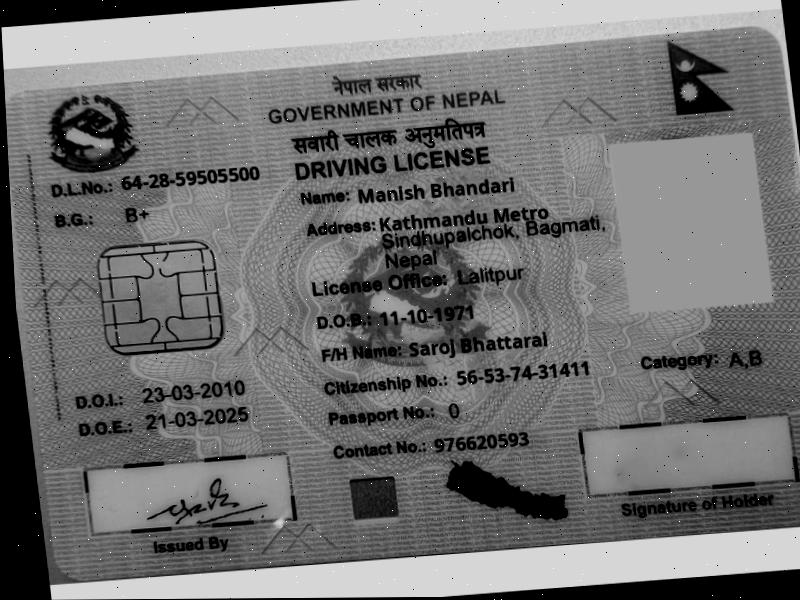 नेपाल सरकार
GOVERNMENT OF NEPAL
सवारी चालक अनुमतिपत्र
DRIVING LICENSE
D.L.No.: 64-28-59505500
B.G.: B+
Name: Manish Bhandari
Address: Kathmandu Metro
Sindhupalchok, Bagmati,
Nepal
License Office: Lalitpur
D.O.B.: 11-10-1971
F/H Name: Saroj Bhattarai
Citizenship No.: 56-53-74-31411
Category: A,B
Passport No.: 0
D.O.I.: 23-03-2010
D.O.E.: 21-03-2025
Contact No.: 976620593
Issued By
Signature of Holder